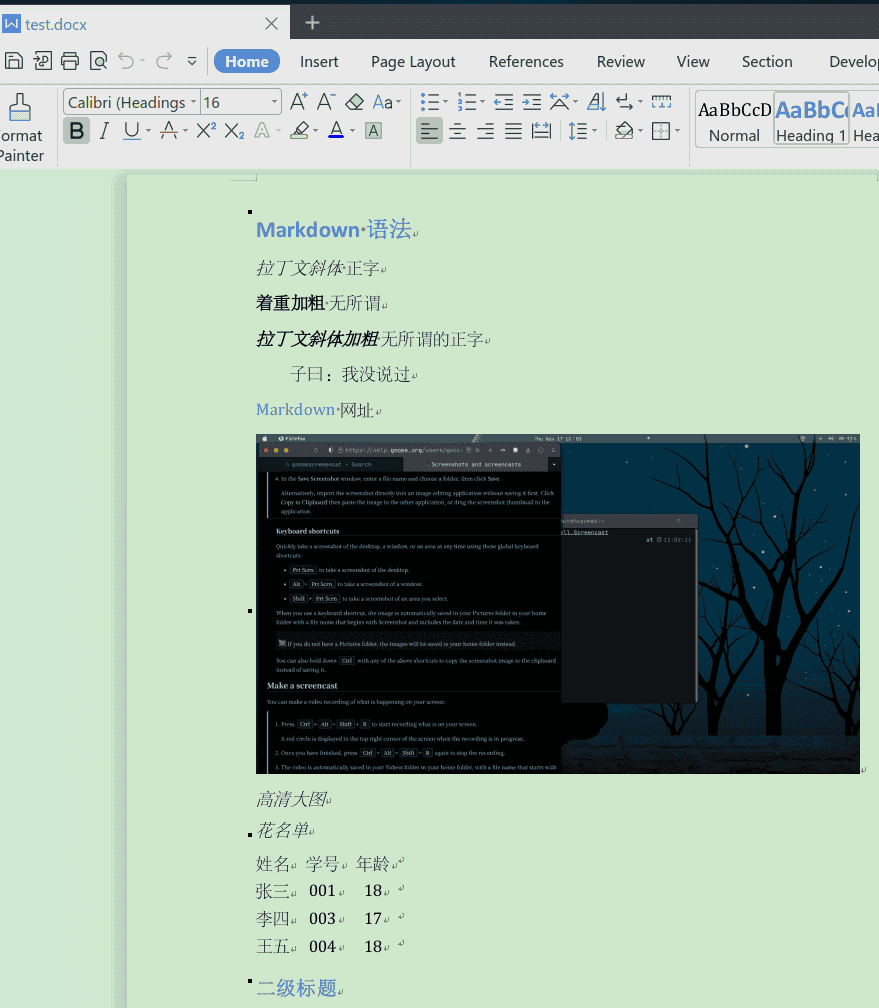 test.docx
Home Insert Page Layout References Review View Section
Calibri (Headings 16
Format
Painter
AaBbCcD AaBbC
Normal Heading 1
Markdown 语法
拉丁文斜体 正字
着重加粗 无所谓
拉丁文斜体加粗 无所谓的正字
子曰：我没说过
Markdown 网址
Firefox Thu Nov 17
gnomescreencat - Search Screenshots and screencasts
4. In the Save Screenshot window, enter a file name and choose a folder, then click Save.
Alternatively, import the screenshot directly into an image editing application without saving it first. Click
Copy to Clipboard then paste the image in the other application, or drag the screenshot thumbnail to the
application.
Keyboard shortcuts
Quickly take a screenshot of the desktop, a window, or an area at any time using these global keyboard
shortcuts:
Prt Scrn to take a screenshot of the desktop.
Alt + Prt Scrn to take a screenshot of a window.
Shift + Prt Scrn to take a screenshot of an area you select.
When you use a keyboard shortcut, the image is automatically saved in your Pictures folder in your home
folder with a file name that begins with Screenshot and includes the date and time it was taken.
If you do not have a Pictures folder, the images will be saved in your home folder instead.
You can also hold down Ctrl with any of the above shortcuts to copy the screenshot image to the clipboard
instead of saving it.
Make a screencast
You can make a video recording of what is happening on your screen:
1. Press Ctrl + Alt + Shift + R to start recording what is on your screen.
A red circle is displayed in the top right corner of the screen when the recording is in progress.
2. Once you have finished, press Ctrl + Alt + Shift + R again to stop the recording.
3. The video is automatically saved in your Videos folder in your home folder, with a file name that starts with
高清大图
花名单
姓名 学号 年龄
张三 001 18
李四 003 17
王五 004 18
二级标题